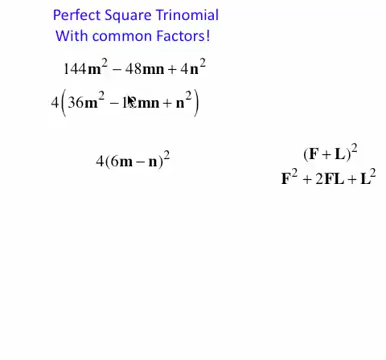 Perfect Square Trinomial
With common Factors!
144m² − 48mn + 4n²
4(36m² − 12mn + n²)
4(6m − n)²
(F + L)²
F² + 2FL + L²